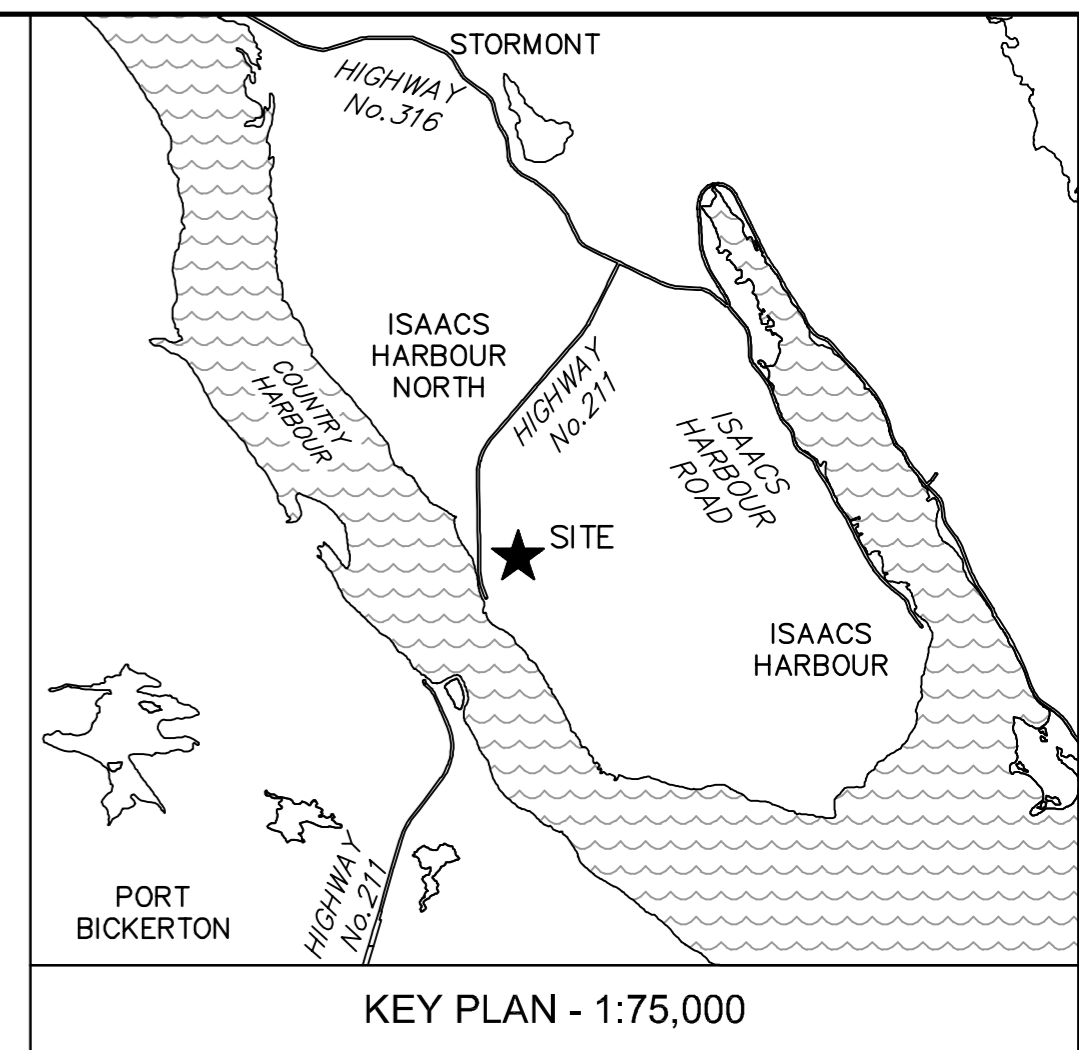 STORMONT
HIGHWAY
No.316
ISAACS
HARBOUR
NORTH
COUNTRY
HARBOUR
HIGHWAY
No.211
ISAACS
HARBOUR
ROAD
SITE
ISAACS
HARBOUR
PORT
BICKERTON
HIGHWAY
No.211
KEY PLAN - 1:75,000